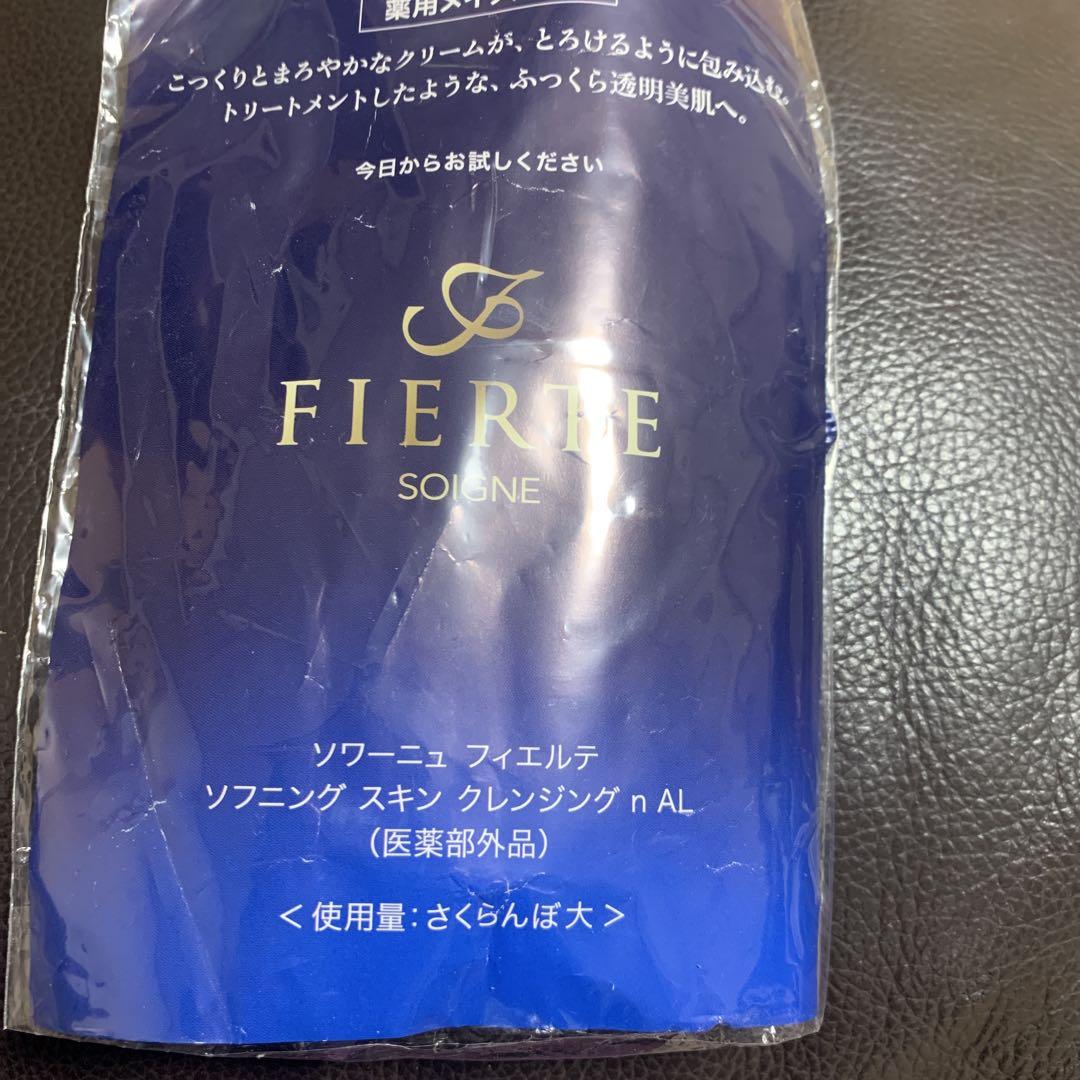 薬用メイク
こっくりとまろやかなクリームが、とろけるように包み込む。
トリートメントしたような、ふっくら透明美肌へ。
今日からお試しください
FIERTE
SOIGNE
ソワーニュ フィエルテ
ソフニング スキン クレンジング n AL
(医薬部外品)
<使用量:さくらんぼ大>